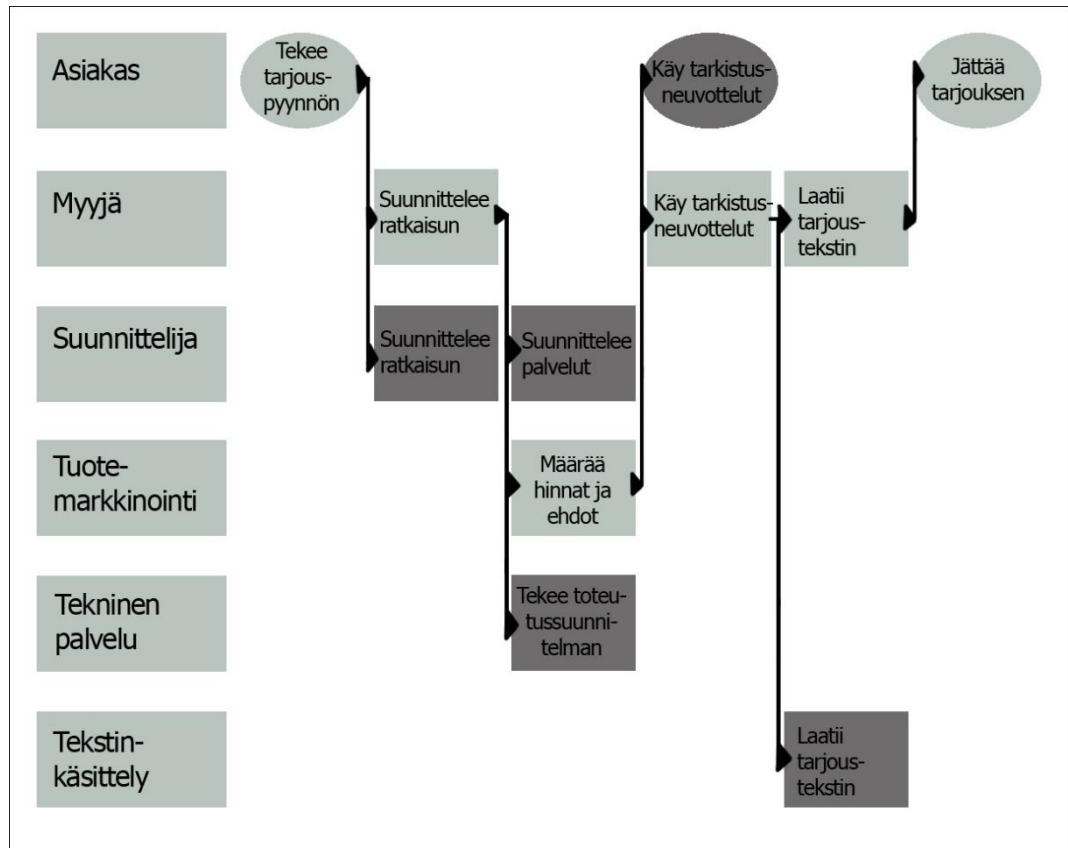 Asiakas
Tekee
tarjous-
pyynnön
Käy tarkistus-
neuvottelut
Jättää
tarjouksen
Myyjä
Suunnittelee
ratkaisun
Käy tarkistus-
neuvottelut
Laatii
tarjous-
tekstin
Suunnittelija
Suunnittelee
ratkaisun
Suunnittelee
palvelut
Tuote-
markkinointi
Määrää
hinnat ja
ehdot
Tekninen
palvelu
Tekee toteu-
tussuunni-
telman
Tekstin-
käsittely
Laatii
tarjous-
tekstin